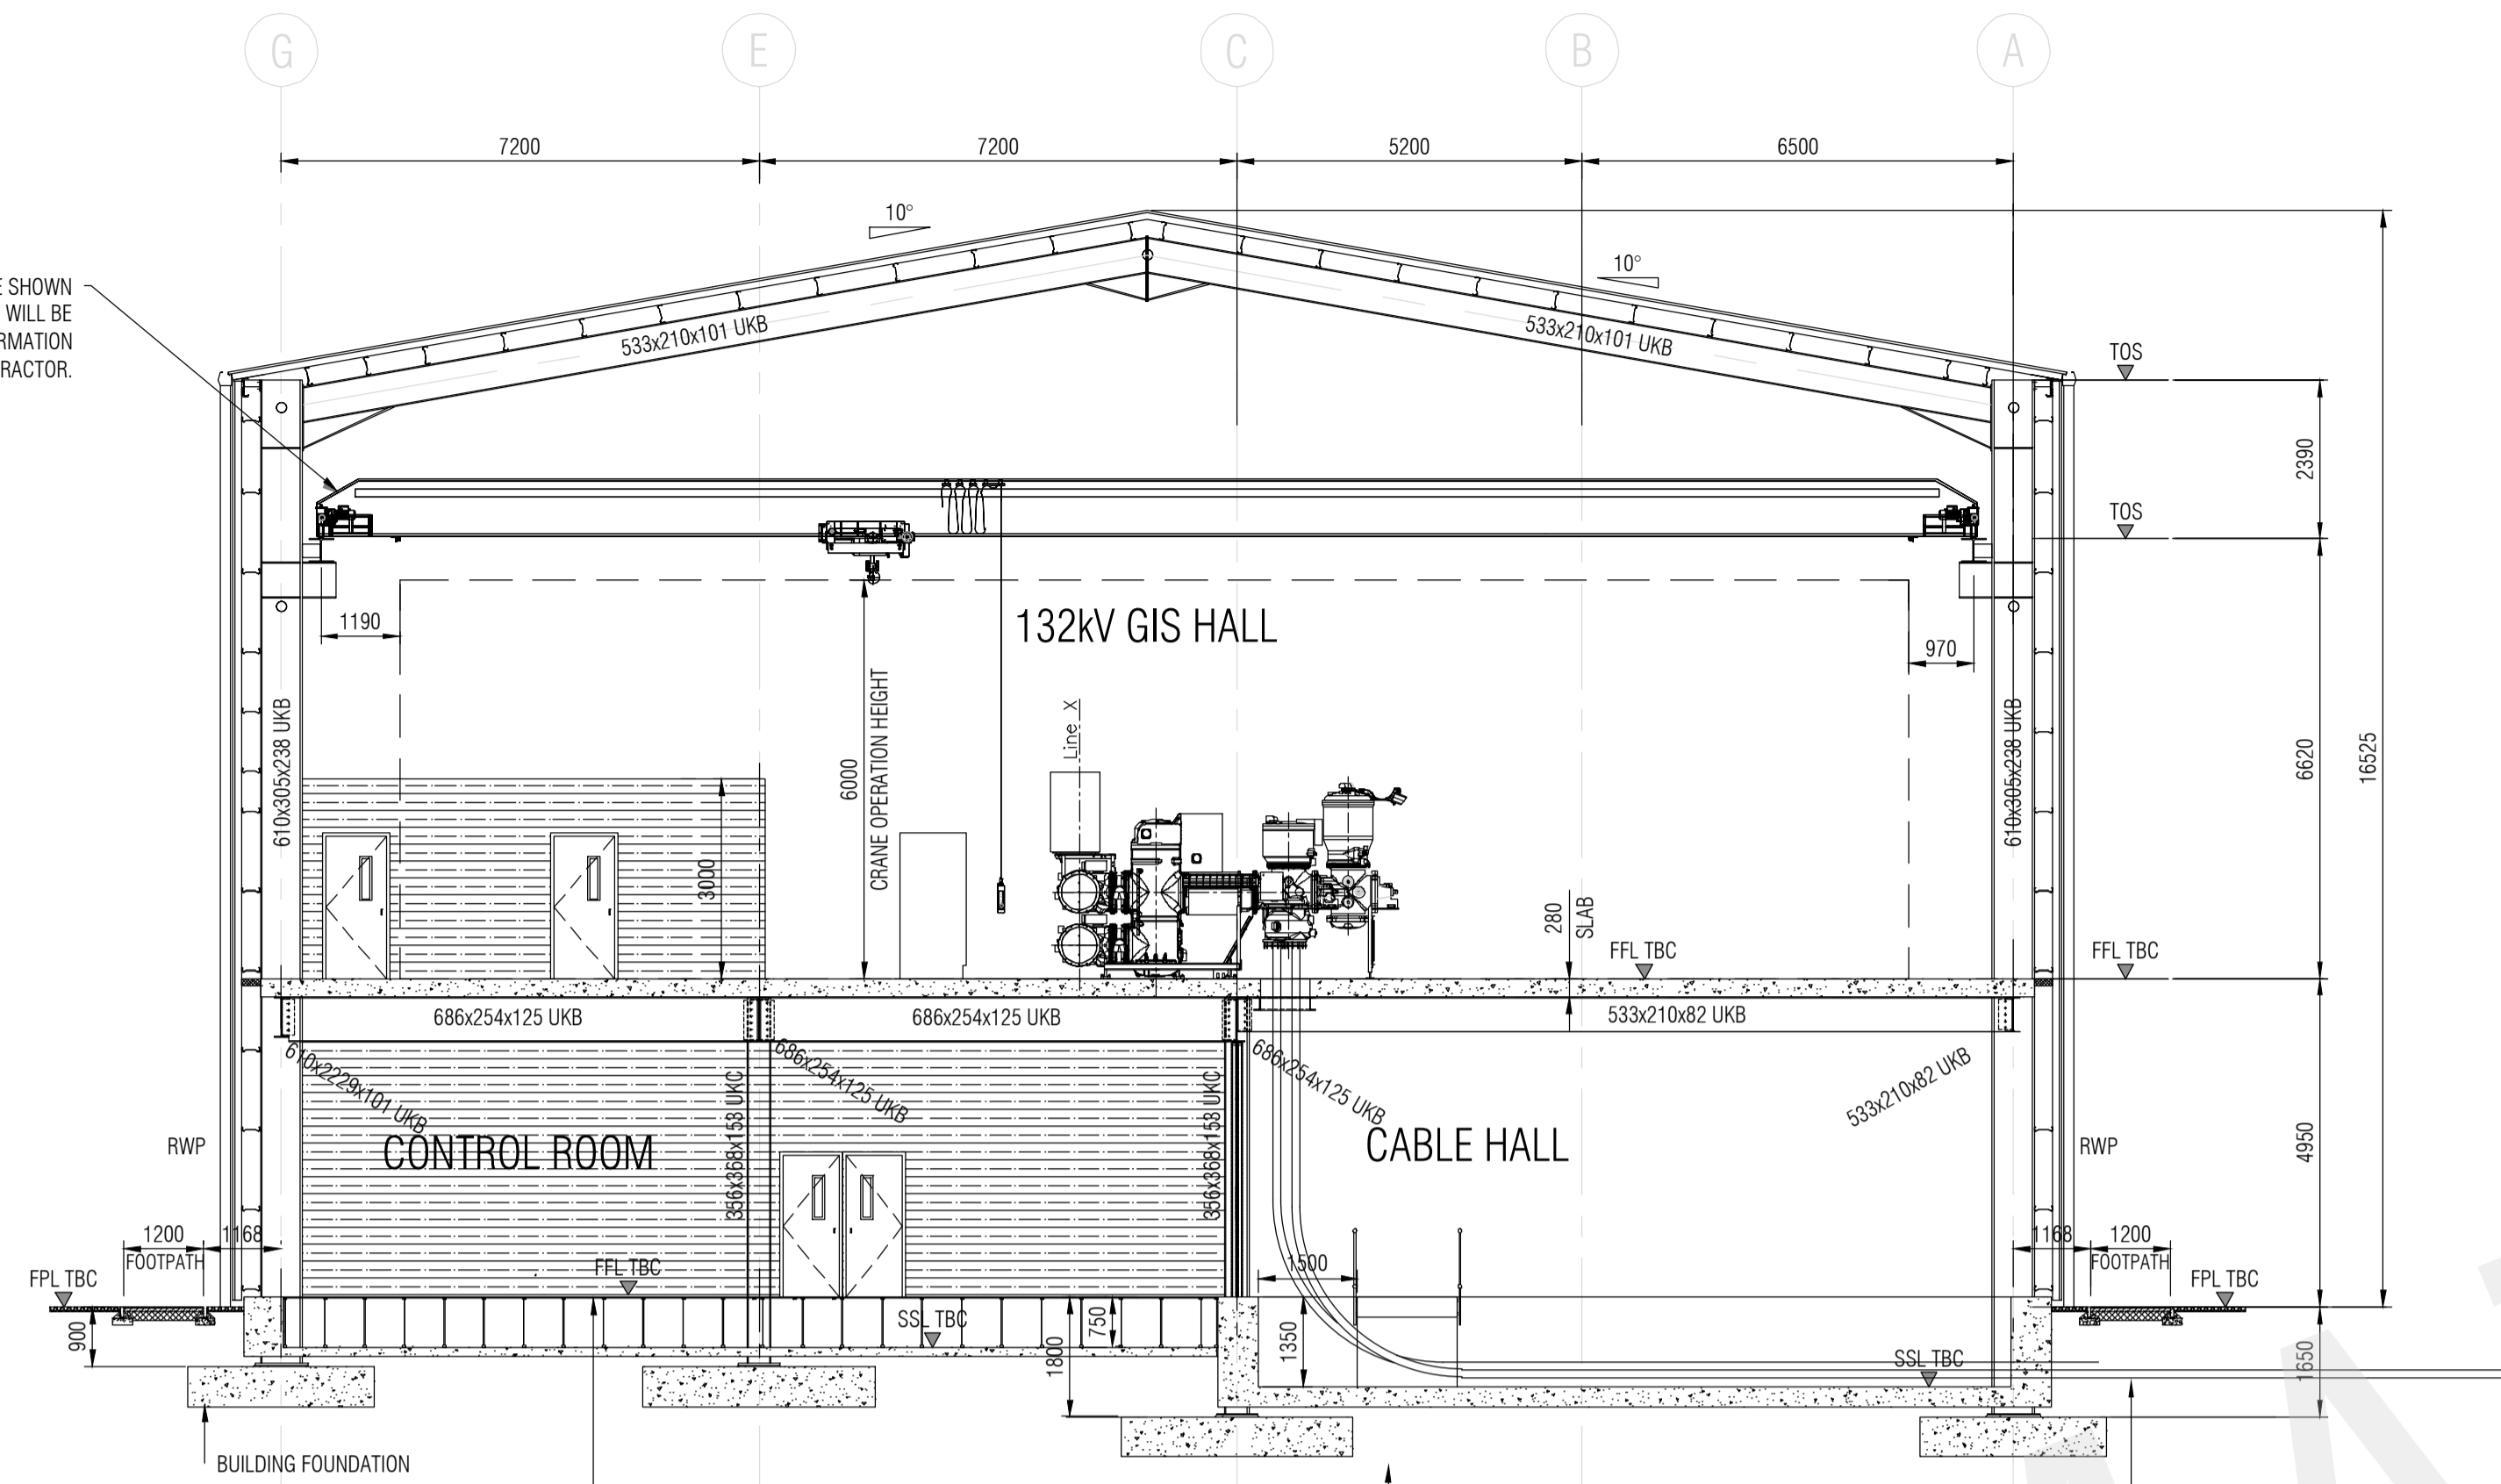 G
E
C
B
A
7200
7200
5200
6500
10°
10°
E SHOWN
WILL BE
RMATION
RACTOR.
533x210x101 UKB
533x210x101 UKB
TOS
2390
TOS
1190
132kV GIS HALL
970
610x305x238 UKB
6000
CRANE OPERATION HEIGHT
Line X
610x305x238 UKB
6620
16525
3000
280
SLAB
FFL TBC
FFL TBC
686x254x125 UKB
686x254x125 UKB
533x210x82 UKB
610x2229x101 UKB
686x254x125 UKB
686x254x125 UKB
533x210x82 UKB
356x368x153 UKC
356x368x153 UKC
RWP
CONTROL ROOM
CABLE HALL
RWP
4950
1200
FOOTPATH
1168
1500
1168
1200
FOOTPATH
FPL TBC
FFL TBC
FPL TBC
900
SSL TBC
750
1800
1350
SSL TBC
1650
BUILDING FOUNDATION